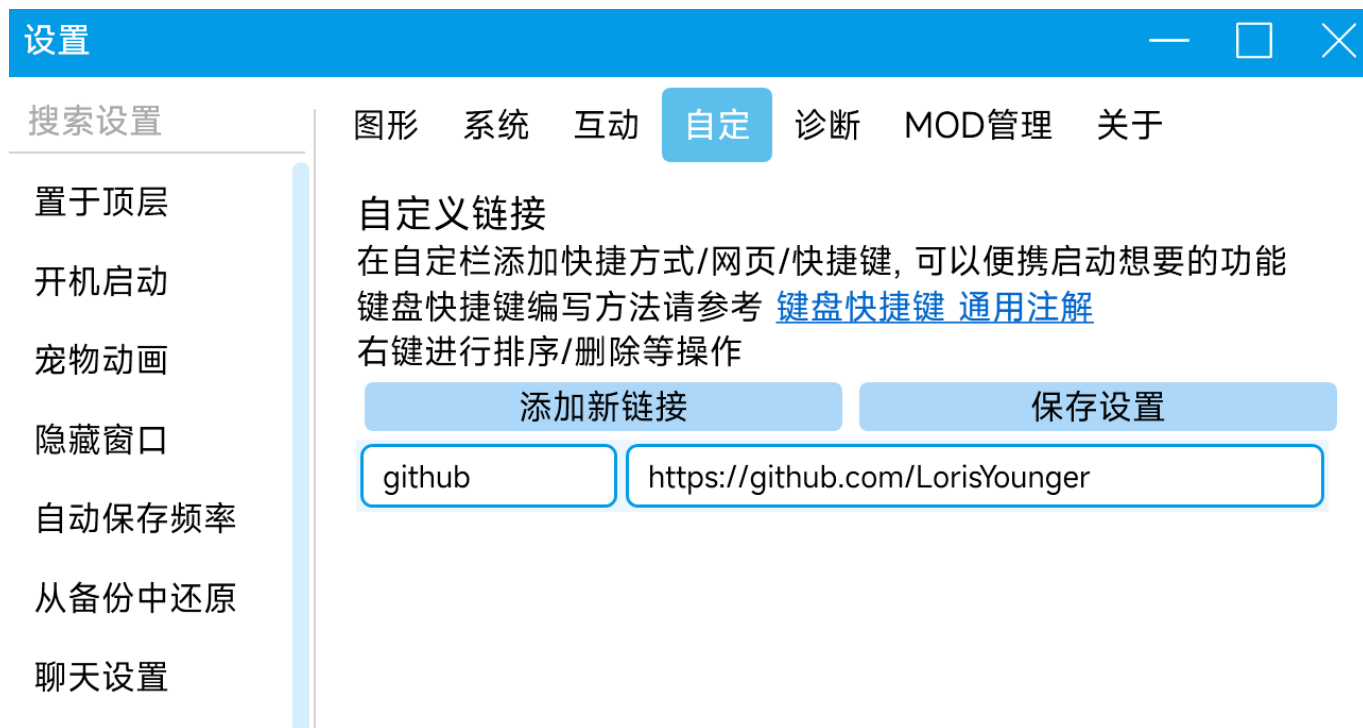 设置
搜索设置
置于顶层
开机启动
宠物动画
隐藏窗口
自动保存频率
从备份中还原
聊天设置
图形 系统 互动 自定 诊断 MOD管理 关于
自定义链接
在自定栏添加快捷方式/网页/快捷键, 可以便携启动想要的功能
键盘快捷键编写方法请参考 键盘快捷键 通用注解
右键进行排序/删除等操作
添加新链接 保存设置
github https://github.com/LorisYounger